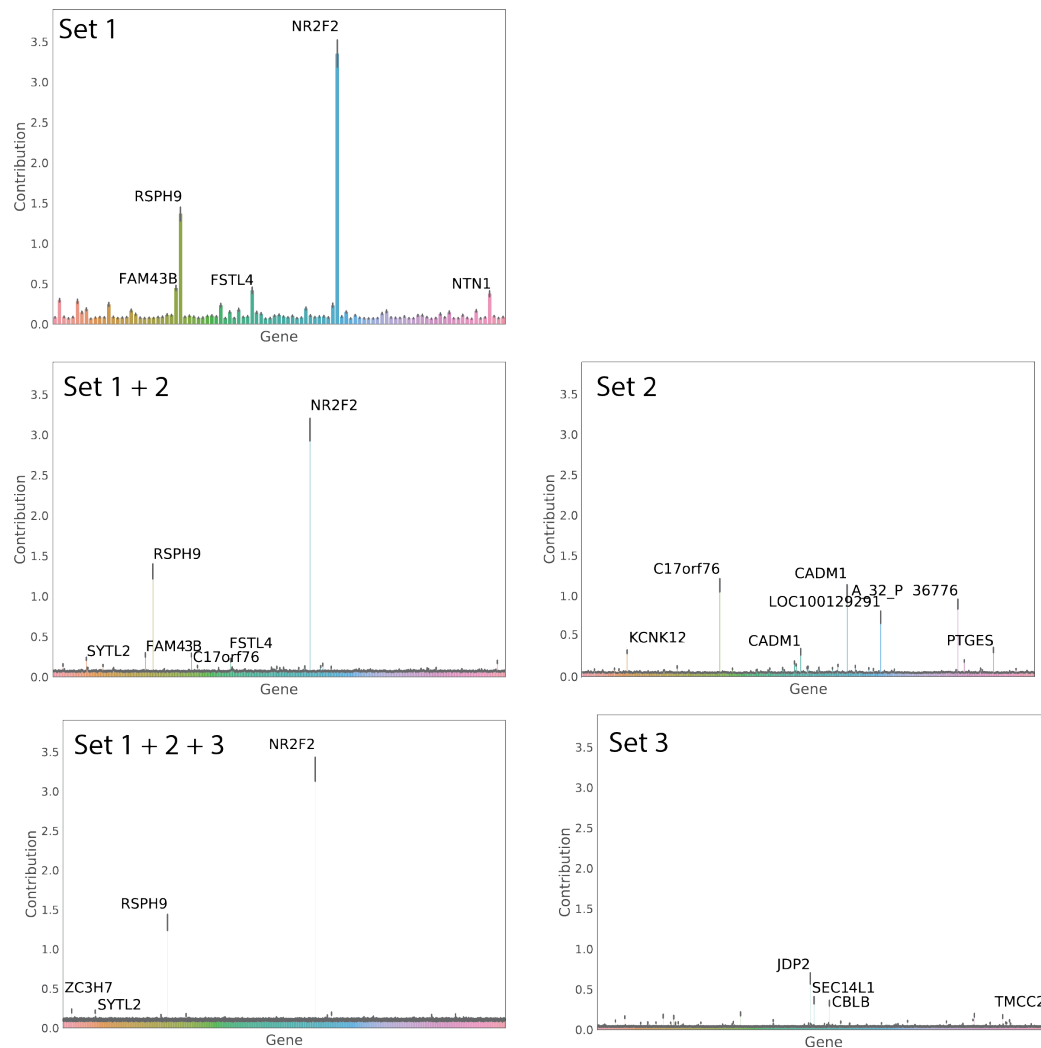 Set 1
NR2F2
RSPH9
FAM43B
FSTL4
NTN1
3.5
3.0
2.5
2.0
1.5
1.0
0.5
0.0
Contribution
Gene
Set 1 + 2
NR2F2
RSPH9
SYTL2
FAM43B
FSTL4
C17orf76
3.5
3.0
2.5
2.0
1.5
1.0
0.5
0.0
Contribution
Gene
Set 2
C17orf76
CADM1
A_32_P 36776
LOC100129291
KCNK12
CADM1
PTGES
3.5
3.0
2.5
2.0
1.5
1.0
0.5
0.0
Contribution
Gene
Set 1 + 2 + 3
NR2F2
RSPH9
ZC3H7
SYTL2
3.5
3.0
2.5
2.0
1.5
1.0
0.5
0.0
Contribution
Gene
Set 3
JDP2
SEC14L1
CBLB
TMCC2
3.5
3.0
2.5
2.0
1.5
1.0
0.5
0.0
Contribution
Gene